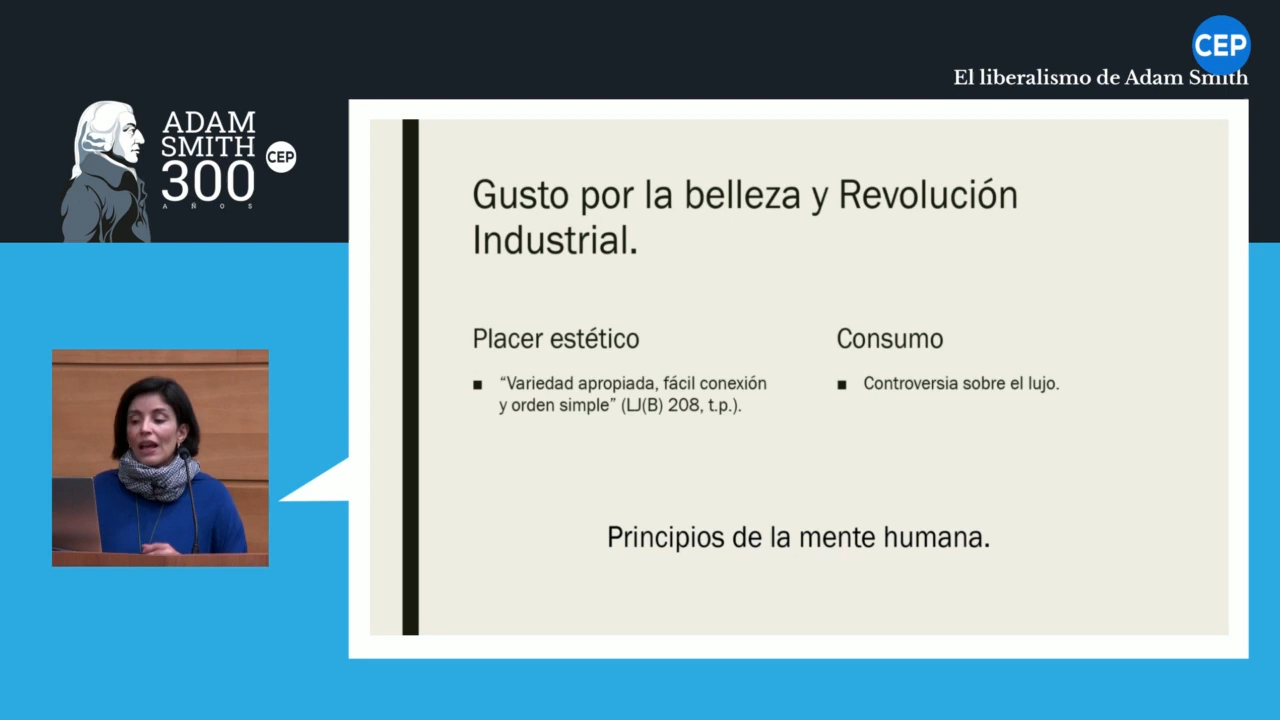 CEP
El liberalismo de Adam Smith
ADAM
SMITH
300
AÑOS
CEP
Gusto por la belleza y Revolución
Industrial.
Placer estético
■ “Variedad apropiada, fácil conexión
y orden simple” (LJ(B) 208, t.p.).
Consumo
■ Controversia sobre el lujo.
Principios de la mente humana.